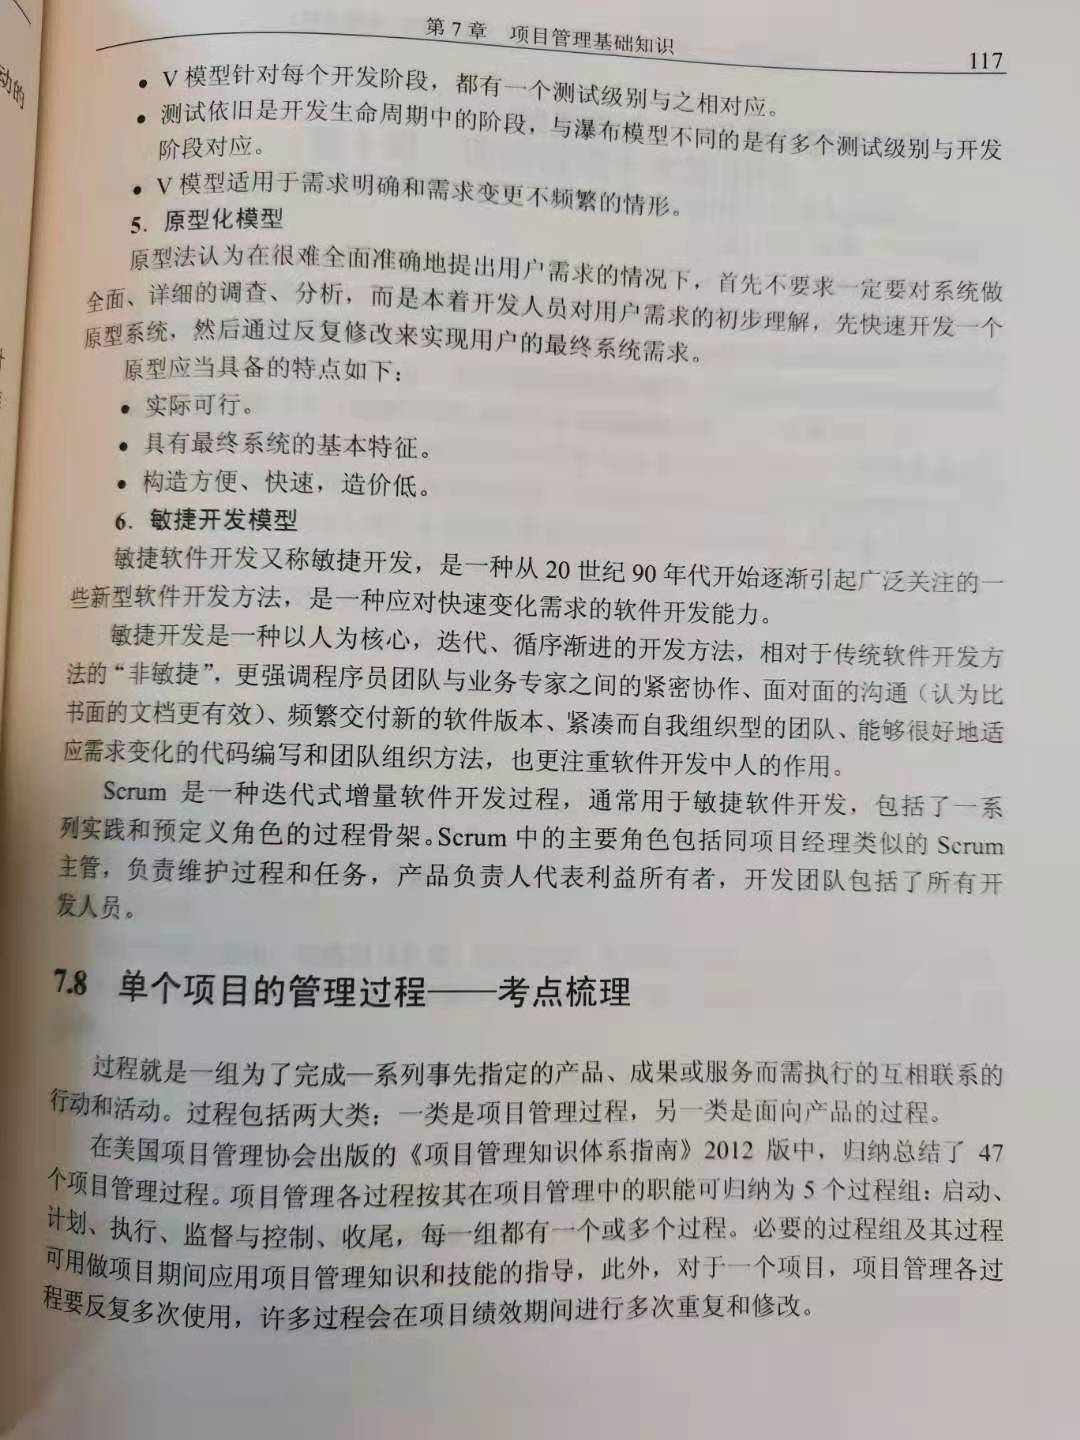 第7章 项目管理基础知识
117
• V模型针对每个开发阶段，都有一个测试级别与之相对应。
• 测试依旧是开发生命周期中的阶段，与瀑布模型不同的是有多个测试级别与开发
阶段对应。
• V模型适用于需求明确和需求变更不频繁的情形。
5．原型化模型
原型法认为在很难全面准确地提出用户需求的情况下，首先不要求一定要对系统做
全面、详细的调查、分析，而是本着开发人员对用户需求的初步理解，先快速开发一个
原型系统，然后通过反复修改来实现用户的最终系统需求。
原型应当具备的特点如下：
• 实际可行。
• 具有最终系统的基本特征。
• 构造方便、快速，造价低。
6．敏捷开发模型
敏捷软件开发又称敏捷开发，是一种从20世纪90年代开始逐渐引起广泛关注的一
些新型软件开发方法，是一种应对快速变化需求的软件开发能力。
敏捷开发是一种以人为核心，迭代、循序渐进的开发方法，相对于传统软件开发方
法的“非敏捷”，更强调程序员团队与业务专家之间的紧密协作、面对面的沟通（认为比
书面的文档更有效）、频繁交付新的软件版本、紧凑而自我组织型的团队、能够很好地适
应需求变化的代码编写和团队组织方法，也更注重软件开发中人的作用。
Scrum 是一种迭代式增量软件开发过程，通常用于敏捷软件开发，包括了一系
列实践和预定义角色的过程骨架。Scrum 中的主要角色包括同项目经理类似的 Scrum
主管，负责维护过程和任务，产品负责人代表利益所有者，开发团队包括了所有开
发人员。
7.8 单个项目的管理过程——考点梳理
过程就是一组为了完成一系列事先指定的产品、成果或服务而需执行的互相联系的
行动和活动。过程包括两大类：一类是项目管理过程，另一类是面向产品的过程。
在美国项目管理协会出版的《项目管理知识体系指南》2012 版中，归纳总结了 47
个项目管理过程。项目管理各过程按其在项目管理中的职能可归纳为 5 个过程组：启动、
计划、执行、监督与控制、收尾，每一组都有一个或多个过程。必要的过程组及其过程
可用做项目期间应用项目管理知识和技能的指导，此外，对于一个项目，项目管理各过
程要反复多次使用，许多过程会在项目绩效期间进行多次重复和修改。
动的